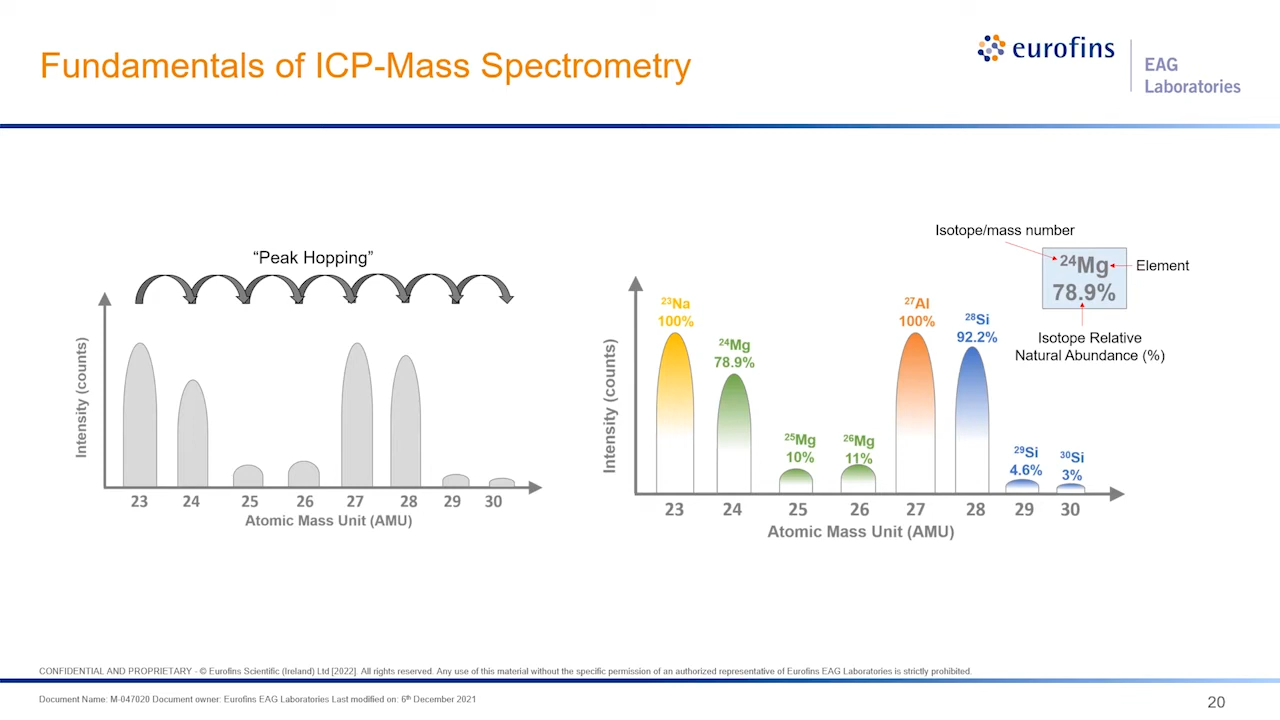 Fundamentals of ICP-Mass Spectrometry
eurofins
EAG
Laboratories
“Peak Hopping”
Intensity (counts)
23 24 25 26 27 28 29 30
Atomic Mass Unit (AMU)
Isotope/mass number
²⁴Mg
78.9%
Element
Isotope Relative
Natural Abundance (%)
²³Na
100%
²⁴Mg
78.9%
²⁵Mg
10%
²⁶Mg
11%
²⁷Al
100%
²⁸Si
92.2%
²⁹Si
4.6%
³⁰Si
3%
Intensity (counts)
23 24 25 26 27 28 29 30
Atomic Mass Unit (AMU)
CONFIDENTIAL AND PROPRIETARY - © Eurofins Scientific (Ireland) Ltd [2022]. All rights reserved. Any use of this material without the specific permission of an authorized representative of Eurofins EAG Laboratories is strictly prohibited.
Document Name: M-047020 Document owner: Eurofins EAG Laboratories Last modified on: 6th December 2021
20